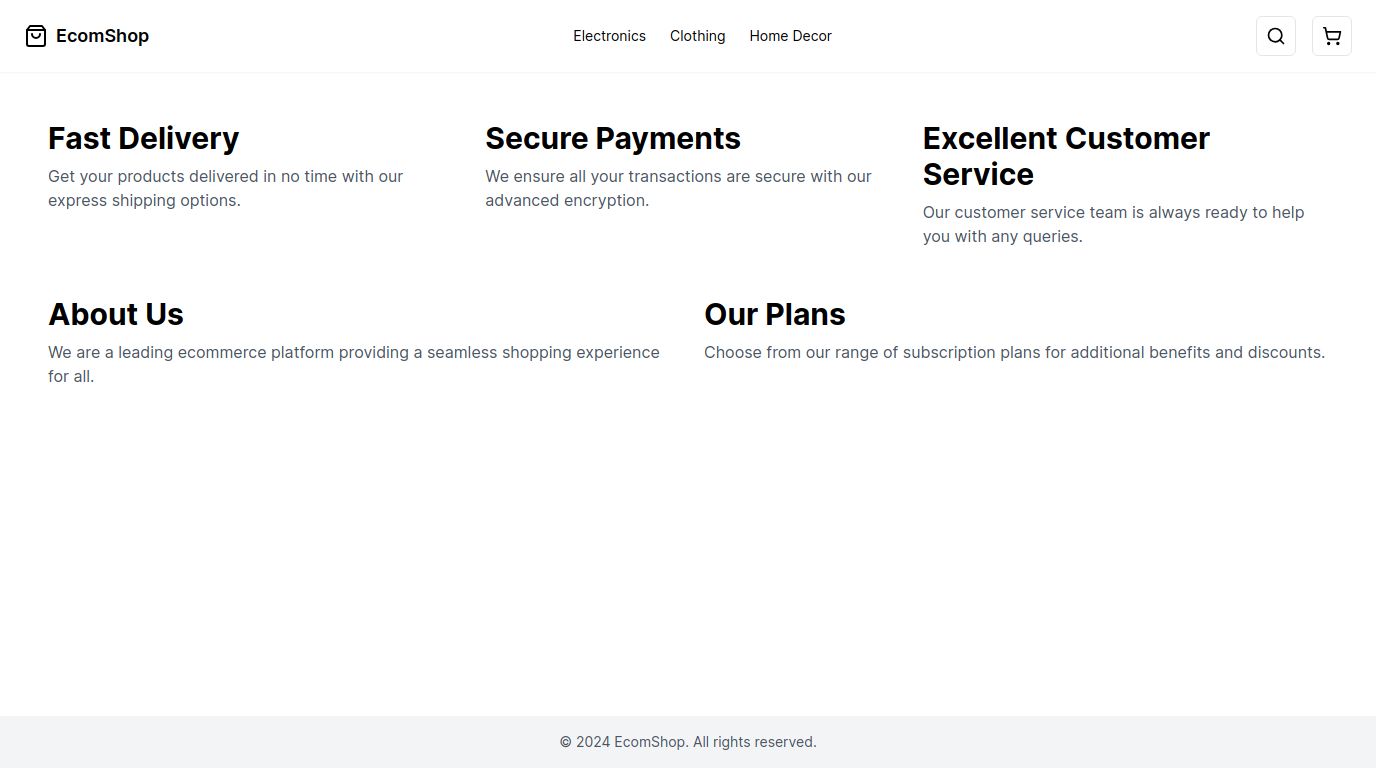 EcomShop
Electronics
Clothing
Home Decor
Fast Delivery
Get your products delivered in no time with our
express shipping options.
Secure Payments
We ensure all your transactions are secure with our
advanced encryption.
Excellent Customer
Service
Our customer service team is always ready to help
you with any queries.
About Us
We are a leading ecommerce platform providing a seamless shopping experience
for all.
Our Plans
Choose from our range of subscription plans for additional benefits and discounts.
© 2024 EcomShop. All rights reserved.